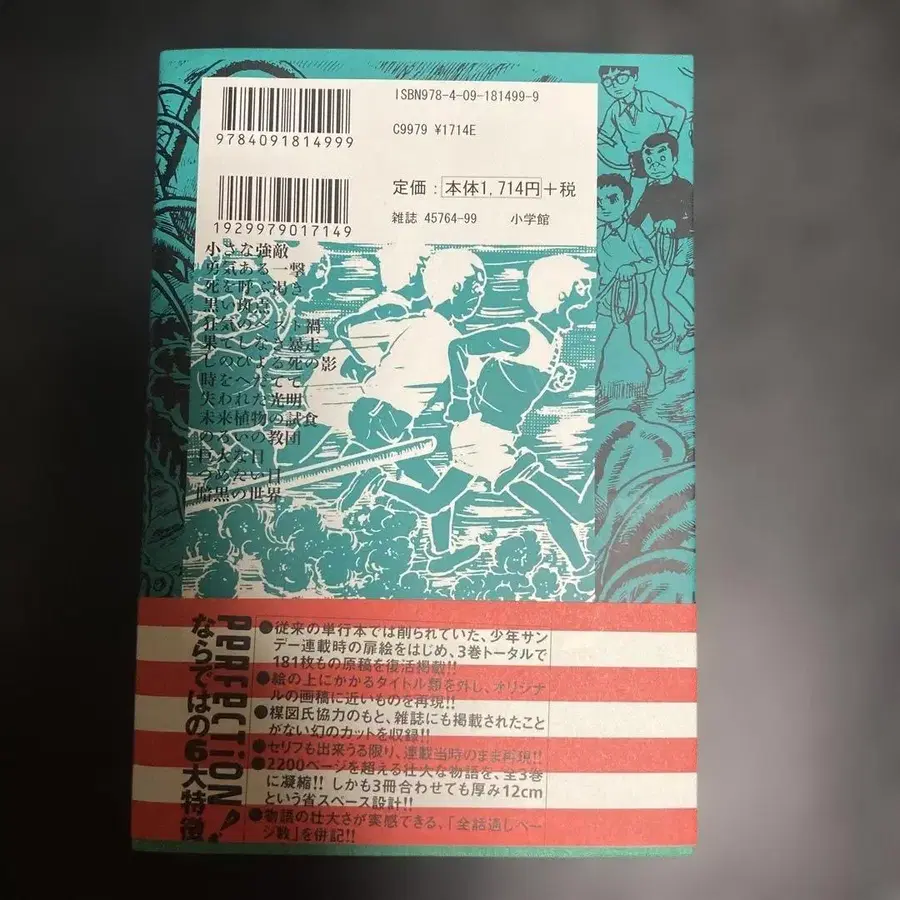 ISBN978-4-09-181499-9
9784091814999
C9979 ¥1714E
定価：本体1,714円+税
1929979017149
雑誌 45764-99 小学館
小さな強敵
勇気ある一撃
死を呼ぶ渇き
黒い斑点
狂気のペスト禍
果てしなき暴走
しのびよる死の影
時をへだてて
失われた光明
未来植物の試食
のろいの教団
巨大な日
つめたい日
暗黒の世界
PERFECTION!
ならではの6大特徴
●従来の単行本では削られていた、少年サン
デー連載時の扉絵をはじめ、3巻トータルで
181枚もの原稿を復活掲載!!
●絵の上にかかるタイトル類を外し、オリジナ
ルの画稿に近いものを再現!!
●楳図氏協力のもと、雑誌にも掲載されたこと
がない幻のカットを収録!!
●セリフも出来うる限り、連載当時のまま再現!!
●2200ページを超える壮大な物語を、全3巻
に凝縮!! しかも3冊合わせても厚み12cm
という省スペース設計!!
●物語の壮大さが実感できる、「全話通しペー
ジ数」を併記!!